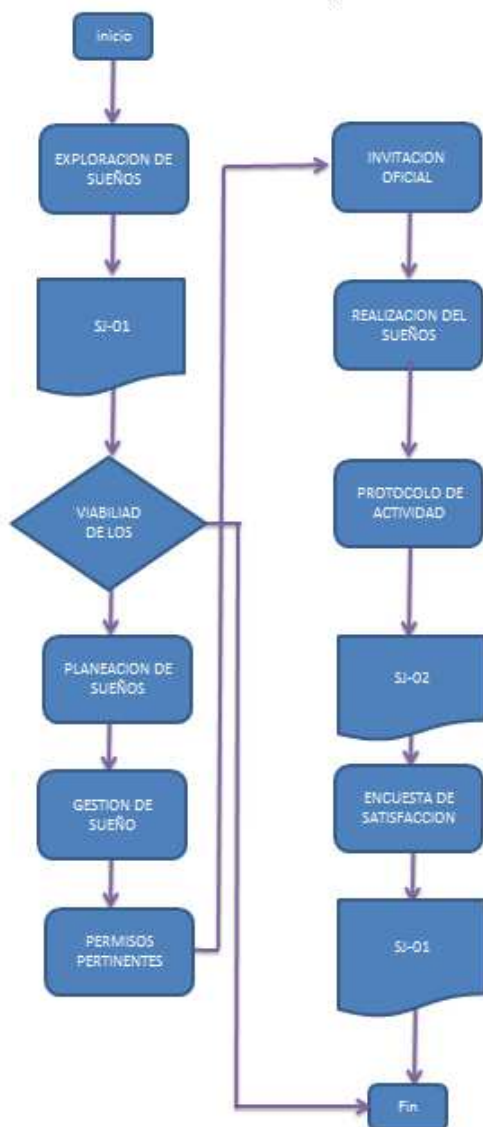 inicio
EXPLORACION DE
SUEÑOS
SJ-01
VIABILIAD
DE LOS
PLANEACION DE
SUEÑOS
GESTION DE
SUEÑO
PERMISOS
PERTINENTES
INVITACION
OFICIAL
REALIZACION DEL
SUEÑOS
PROTOCOLO DE
ACTIVIDAD
SJ-02
ENCUESTA DE
SATISFACCION
SJ-01
Fin